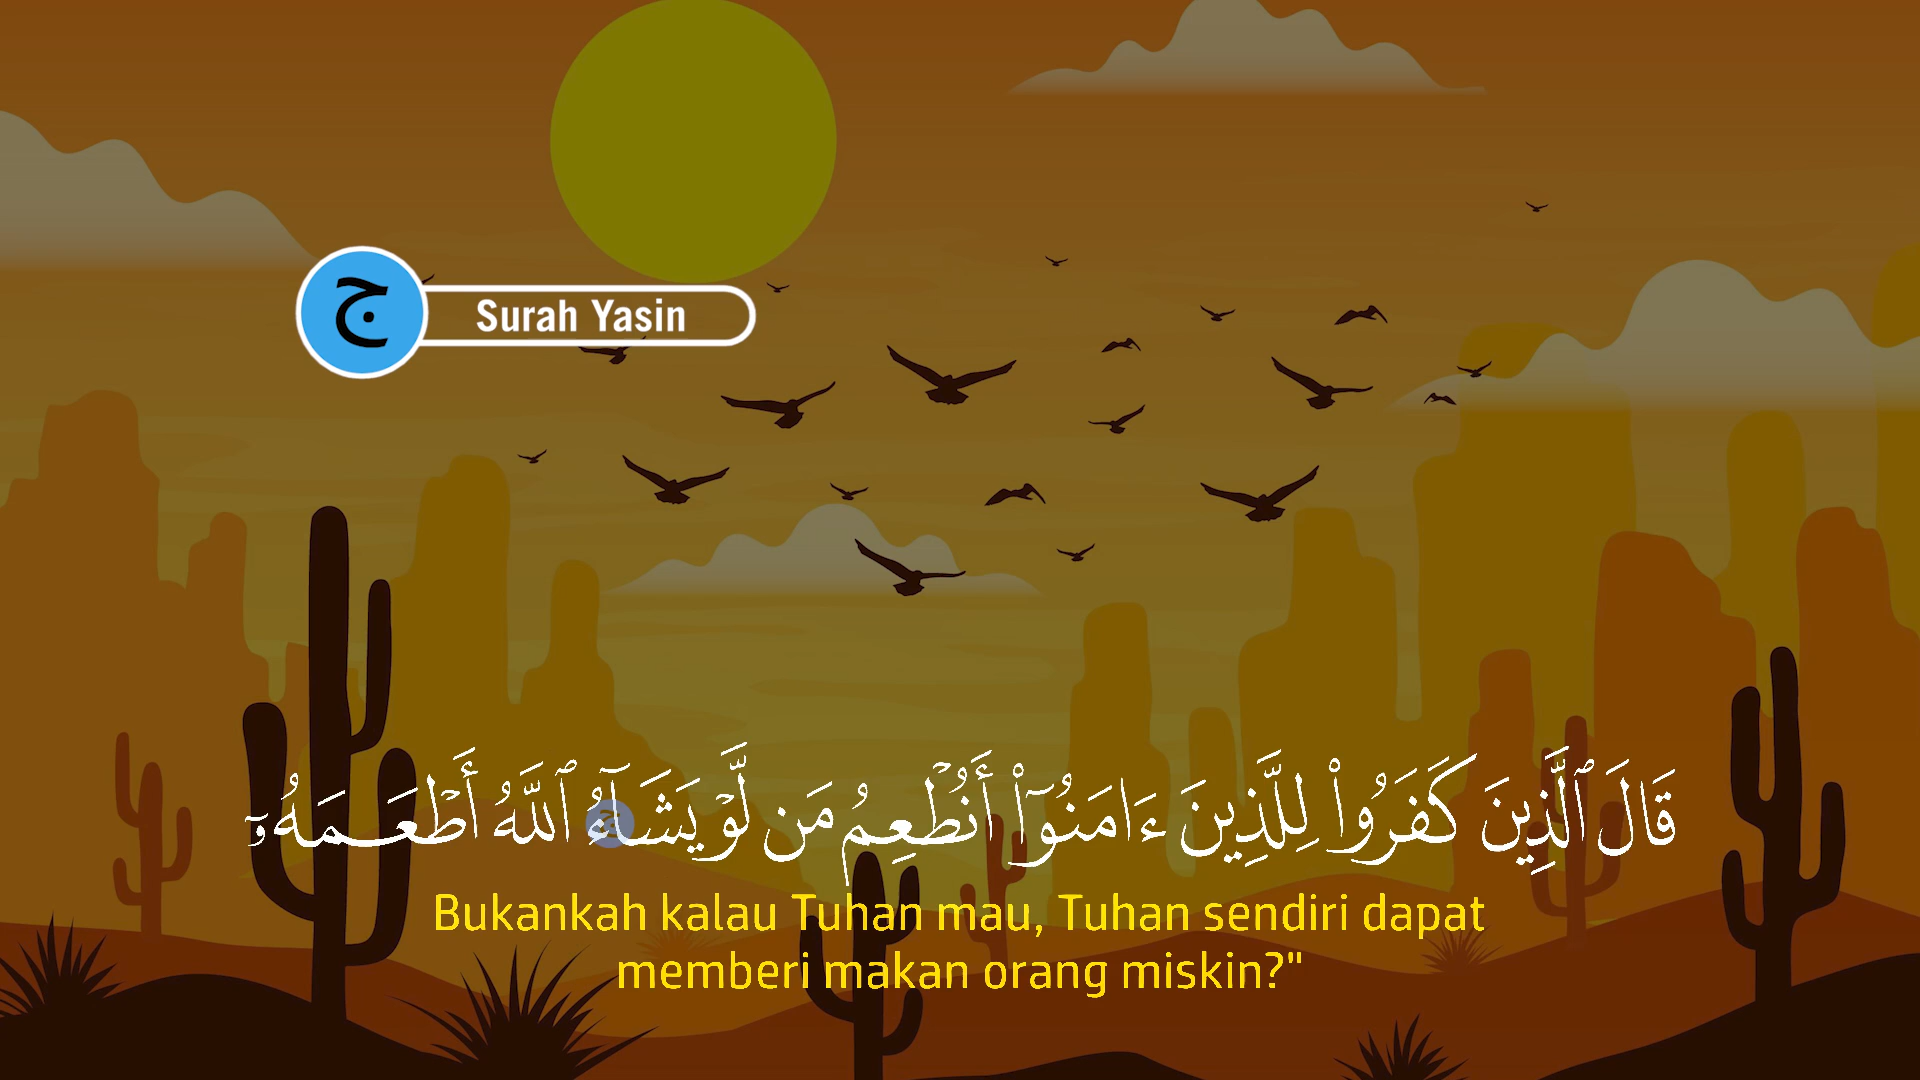 ج
Surah Yasin
قَالَ ٱلَّذِينَ كَفَرُوا۟ لِلَّذِينَ ءَامَنُوٓا۟ أَنُطْعِمُ مَن لَّوْ يَشَآءُ ٱللَّهُ أَطْعَمَهُۥٓ
Bukankah kalau Tuhan mau, Tuhan sendiri dapat
memberi makan orang miskin?"